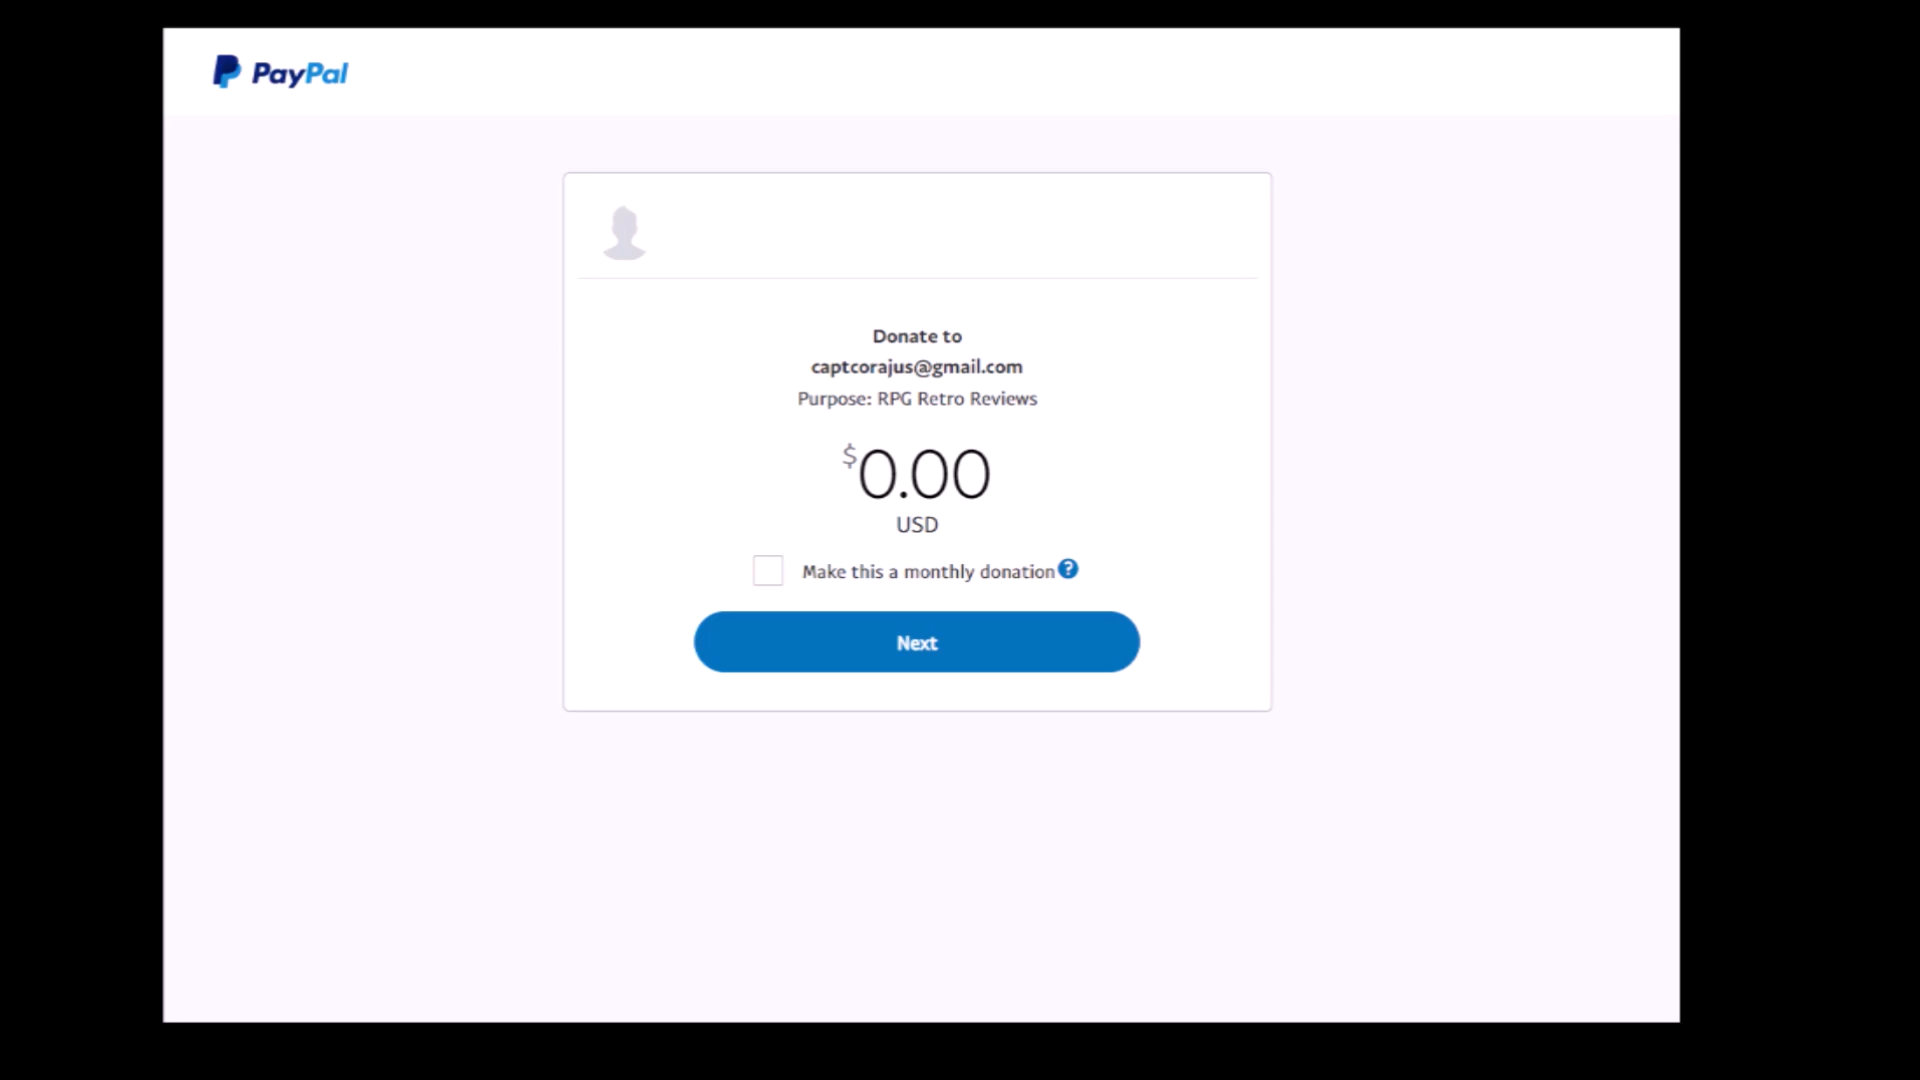 PayPal
Donate to
captcorajus@gmail.com
Purpose: RPG Retro Reviews
$0.00
USD
Make this a monthly donation ?
Next